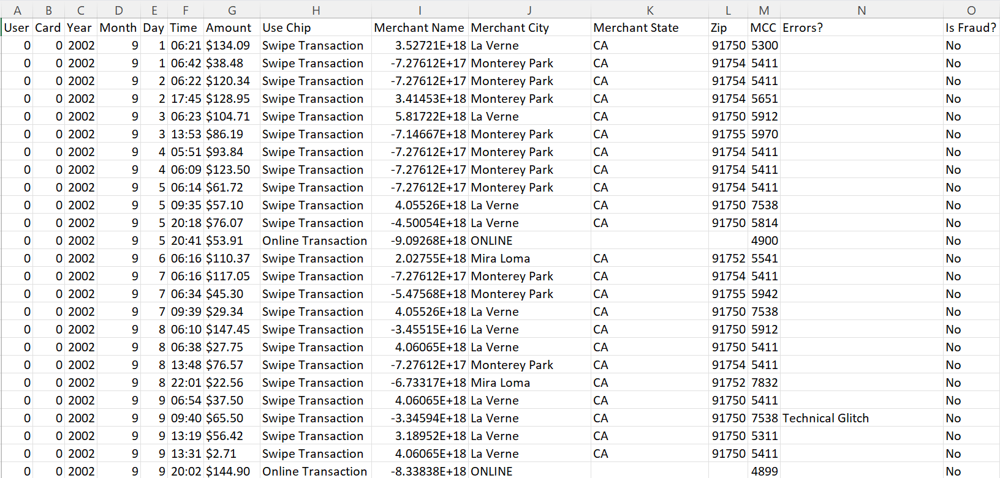 A B C D E F G H I J K L M N O
User Card Year Month Day Time Amount Use Chip Merchant Name Merchant City Merchant State Zip MCC Errors? Is Fraud?
0 0 2002 9 1 06:21 $134.09 Swipe Transaction 3.52721E+18 La Verne CA 91750 5300 No
0 0 2002 9 1 06:42 $38.48 Swipe Transaction -7.27612E+17 Monterey Park CA 91754 5411 No
0 0 2002 9 2 06:22 $120.34 Swipe Transaction -7.27612E+17 Monterey Park CA 91754 5411 No
0 0 2002 9 2 17:45 $128.95 Swipe Transaction 3.41453E+18 Monterey Park CA 91754 5651 No
0 0 2002 9 3 06:23 $104.71 Swipe Transaction 5.81722E+18 La Verne CA 91750 5912 No
0 0 2002 9 3 13:53 $86.19 Swipe Transaction -7.14667E+18 Monterey Park CA 91755 5970 No
0 0 2002 9 4 05:51 $93.84 Swipe Transaction -7.27612E+17 Monterey Park CA 91754 5411 No
0 0 2002 9 4 06:09 $123.50 Swipe Transaction -7.27612E+17 Monterey Park CA 91754 5411 No
0 0 2002 9 5 06:14 $61.72 Swipe Transaction -7.27612E+17 Monterey Park CA 91754 5411 No
0 0 2002 9 5 09:35 $57.10 Swipe Transaction 4.05526E+18 La Verne CA 91750 7538 No
0 0 2002 9 5 20:18 $76.07 Swipe Transaction -4.50054E+18 La Verne CA 91750 5814 No
0 0 2002 9 5 20:41 $53.91 Online Transaction -9.09268E+18 ONLINE 4900 No
0 0 2002 9 6 06:16 $110.37 Swipe Transaction 2.02755E+18 Mira Loma CA 91752 5541 No
0 0 2002 9 7 06:16 $117.05 Swipe Transaction -7.27612E+17 Monterey Park CA 91754 5411 No
0 0 2002 9 7 06:34 $45.30 Swipe Transaction -5.47568E+18 Monterey Park CA 91755 5942 No
0 0 2002 9 7 09:39 $29.34 Swipe Transaction 4.05526E+18 La Verne CA 91750 7538 No
0 0 2002 9 8 06:10 $147.45 Swipe Transaction -3.45515E+16 La Verne CA 91750 5912 No
0 0 2002 9 8 06:38 $27.75 Swipe Transaction 4.06065E+18 La Verne CA 91750 5411 No
0 0 2002 9 8 13:48 $76.57 Swipe Transaction -7.27612E+17 Monterey Park CA 91754 5411 No
0 0 2002 9 8 22:01 $22.56 Swipe Transaction -6.73317E+18 Mira Loma CA 91752 7832 No
0 0 2002 9 9 06:54 $37.50 Swipe Transaction 4.06065E+18 La Verne CA 91750 5411 No
0 0 2002 9 9 09:40 $65.50 Swipe Transaction -3.34594E+18 La Verne CA 91750 7538 Technical Glitch No
0 0 2002 9 9 13:19 $56.42 Swipe Transaction 3.18952E+18 La Verne CA 91750 5311 No
0 0 2002 9 9 13:31 $2.71 Swipe Transaction 4.06065E+18 La Verne CA 91750 5411 No
0 0 2002 9 9 20:02 $144.90 Online Transaction -8.33838E+18 ONLINE 4899 No